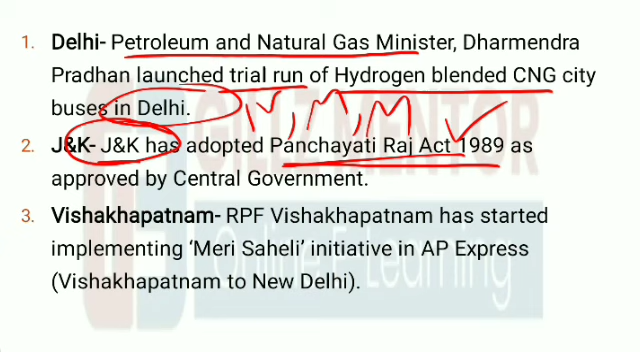 1. Delhi- Petroleum and Natural Gas Minister, Dharmendra
Pradhan launched trial run of Hydrogen blended CNG city
buses in Delhi.
2. J&K- J&K has adopted Panchayati Raj Act 1989 as
approved by Central Government.
3. Vishakhapatnam- RPF Vishakhapatnam has started
implementing ‘Meri Saheli’ initiative in AP Express
(Vishakhapatnam to New Delhi).